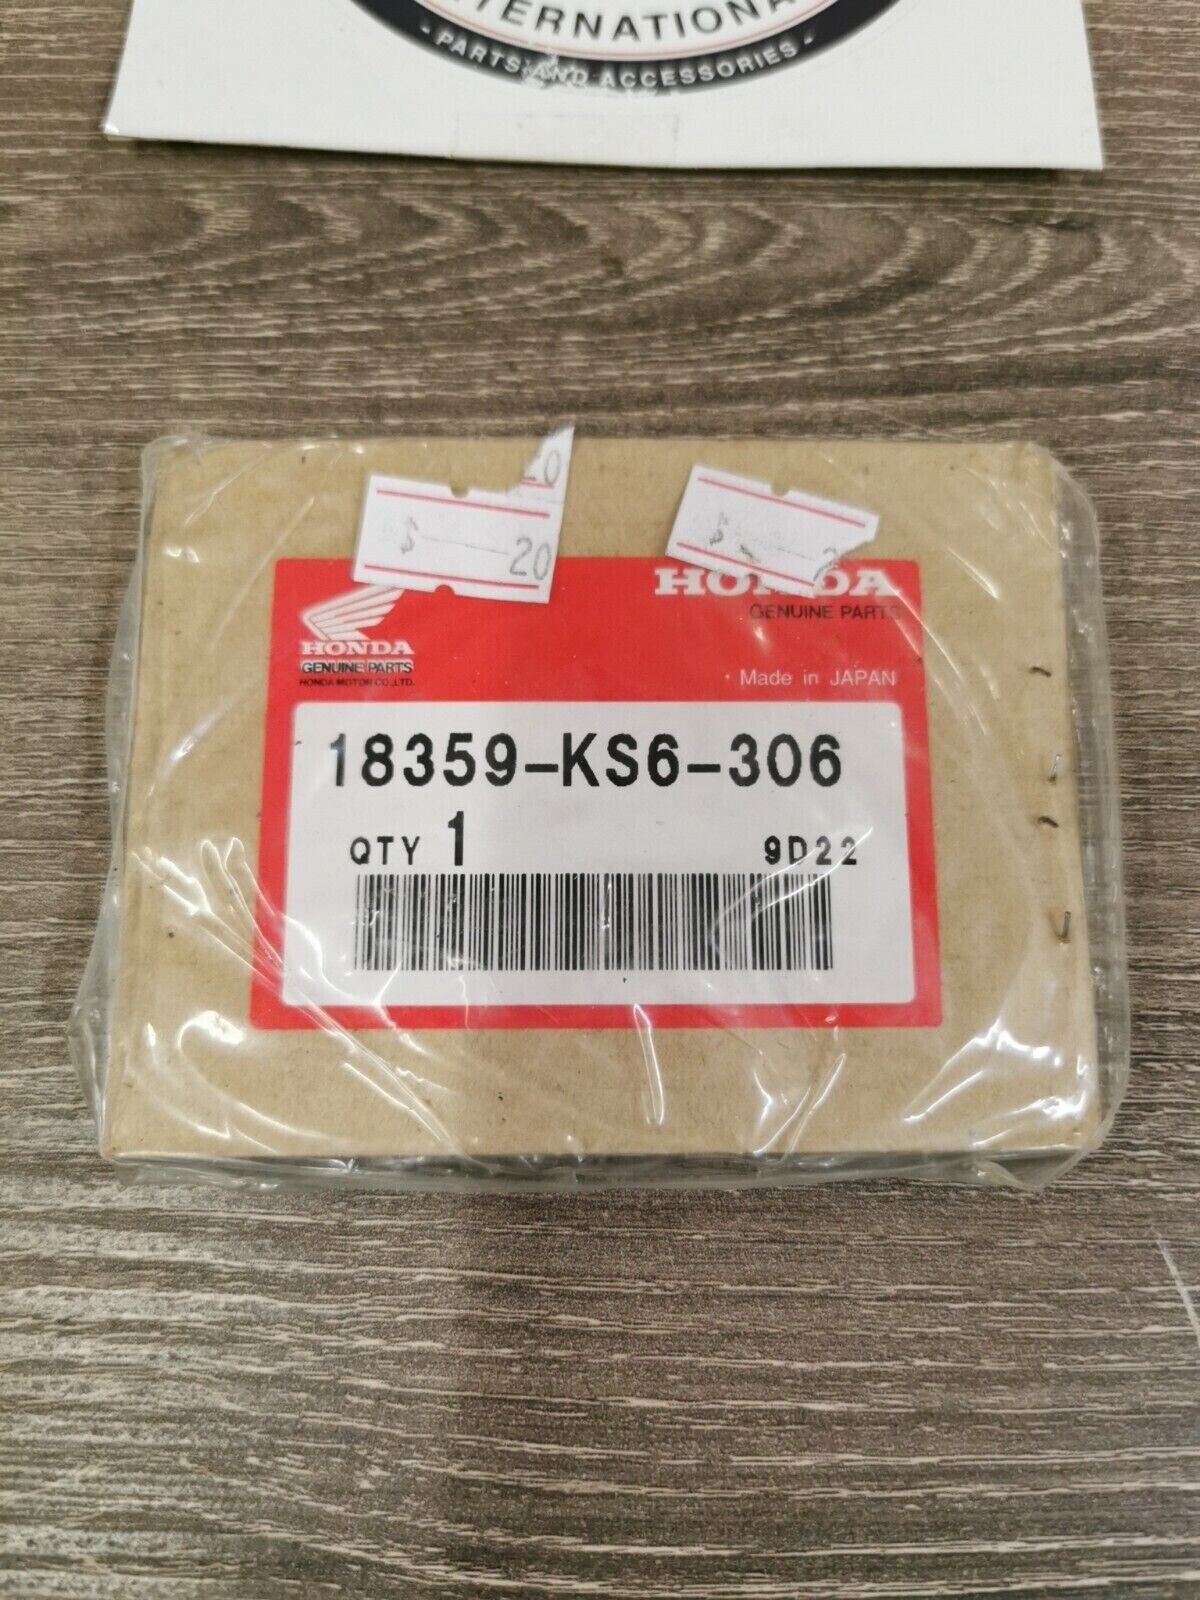 TERNATIONA
- PARTS AND ACCESSORIES -
20
$ 20
$
HONDA
GENUINE PARTS
HONDA MOTOR CO.,LTD.
HONDA
GENUINE PARTS
Made in JAPAN
18359-KS6-306
QTY 1
9D22